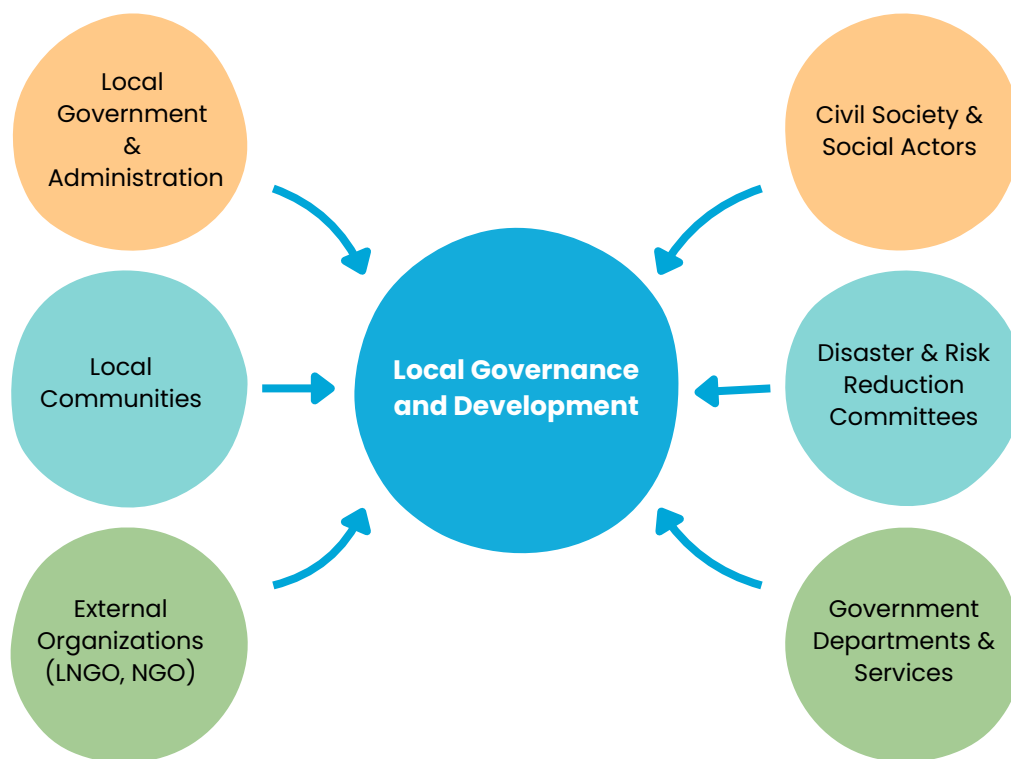 Local
Government
&
Administration
Civil Society &
Social Actors
Local Governance
and Development
Local
Communities
Disaster & Risk
Reduction
Committees
External
Organizations
(LNGO, NGO)
Government
Departments &
Services